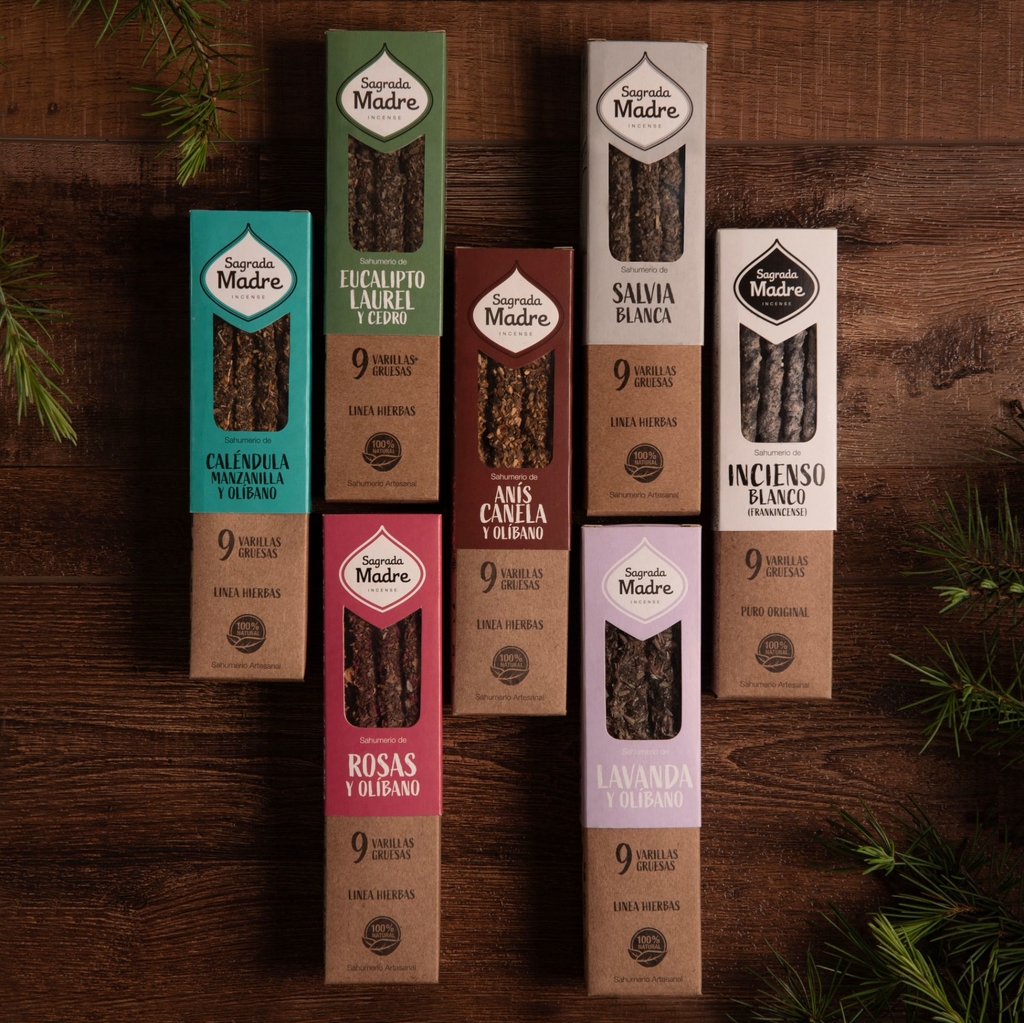 Sagrada
Madre
INCENSE
Sahumerio de
EUCALIPTO
LAUREL
Y CEDRO
9 VARILLAS
GRUESAS
LINEA HIERBAS
100%
NATURAL
Sahumerio Artesanal
Sagrada
Madre
INCENSE
Sahumerio de
SALVIA
BLANCA
9 VARILLAS
GRUESAS
LINEA HIERBAS
100%
NATURAL
Sahumerio Artesanal
Sagrada
Madre
INCENSE
Sahumerio de
CALÉNDULA
MANZANILLA
Y OLÍBANO
9 VARILLAS
GRUESAS
LINEA HIERBAS
100%
NATURAL
Sahumerio Artesanal
Sagrada
Madre
INCENSE
Sahumerio de
ANÍS
CANELA
Y OLÍBANO
9 VARILLAS
GRUESAS
LINEA HIERBAS
100%
NATURAL
Sahumerio Artesanal
Sagrada
Madre
INCENSE
Sahumerio de
INCIENSO
BLANCO
(FRANKINCENSE)
9 VARILLAS
GRUESAS
PURO ORIGINAL
100%
NATURAL
Sahumerio Artesanal
Sagrada
Madre
INCENSE
Sahumerio de
ROSAS
Y OLÍBANO
9 VARILLAS
GRUESAS
LINEA HIERBAS
100%
NATURAL
Sahumerio Artesanal
Sagrada
Madre
INCENSE
Sahumerio de
LAVANDA
Y OLÍBANO
9 VARILLAS
GRUESAS
LINEA HIERBAS
100%
NATURAL
Sahumerio Artesanal